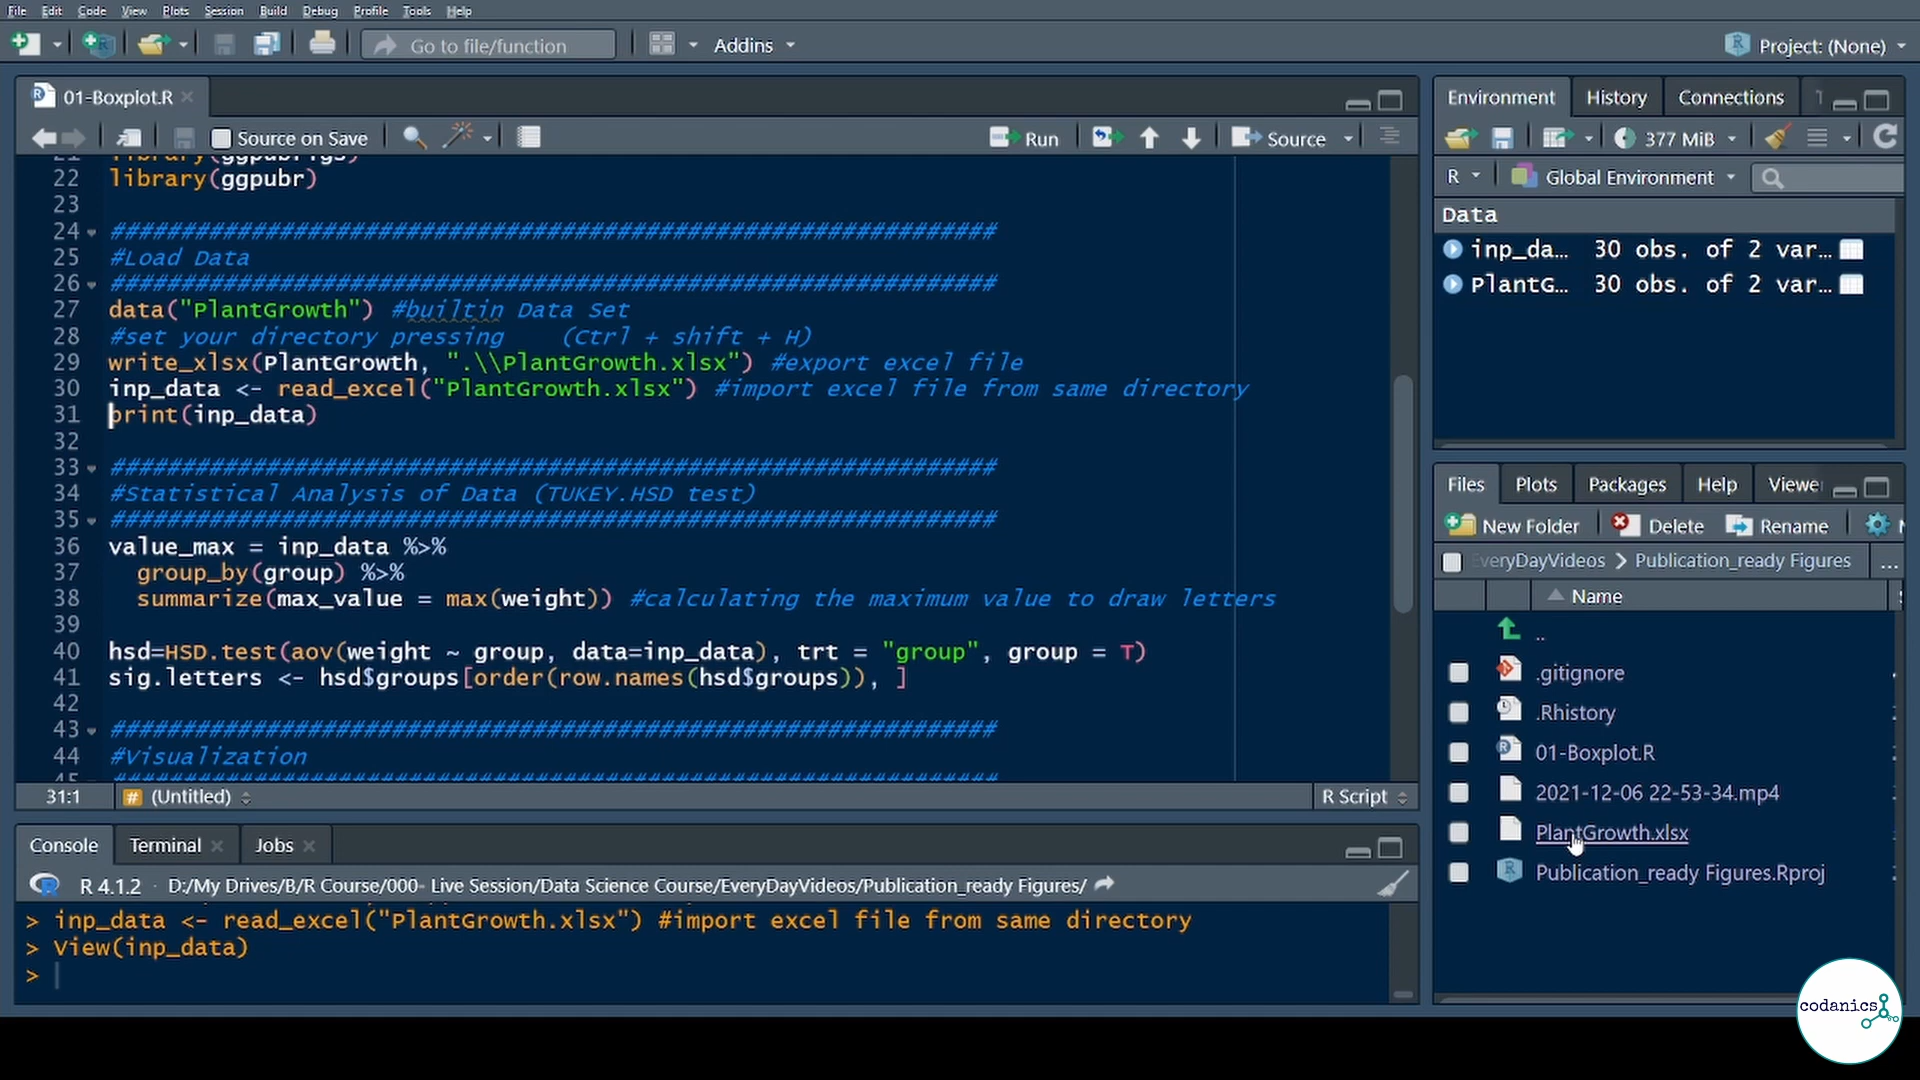 File Edit Code View Plots Session Build Debug Profile Tools Help
Go to file/function Addins Project: (None)
01-Boxplot.R
Source on Save Run Source
22 library(ggpubr)
23
24 ###############################################################
25 #Load Data
26 ###############################################################
27 data("PlantGrowth") #builtin Data Set
28 #set your directory pressing    (Ctrl + shift + H)
29 write_xlsx(PlantGrowth, ".\\PlantGrowth.xlsx") #export excel file
30 inp_data <- read_excel("PlantGrowth.xlsx") #import excel file from same directory
31 print(inp_data)
32
33 ###############################################################
34 #Statistical Analysis of Data (TUKEY.HSD test)
35 ###############################################################
36 value_max = inp_data %>%
37   group_by(group) %>%
38   summarize(max_value = max(weight)) #calculating the maximum value to draw letters
39
40 hsd=HSD.test(aov(weight ~ group, data=inp_data), trt = "group", group = T)
41 sig.letters <- hsd$groups[order(row.names(hsd$groups)), ]
42
43 ###############################################################
44 #Visualization
31:1 # (Untitled) R Script
Console Terminal Jobs
R 4.1.2 · D:/My Drives/B/R Course/000- Live Session/Data Science Course/EveryDayVideos/Publication_ready Figures/
> inp_data <- read_excel("PlantGrowth.xlsx") #import excel file from same directory
> View(inp_data)
>
Environment History Connections
377 MiB
R Global Environment
Data
inp_da… 30 obs. of 2 var…
PlantG… 30 obs. of 2 var…
Files Plots Packages Help Viewe
New Folder Delete Rename
EveryDayVideos > Publication_ready Figures ...
Name
..
.gitignore
.Rhistory
01-Boxplot.R
2021-12-06 22-53-34.mp4
PlantGrowth.xlsx
Publication_ready Figures.Rproj
codanics